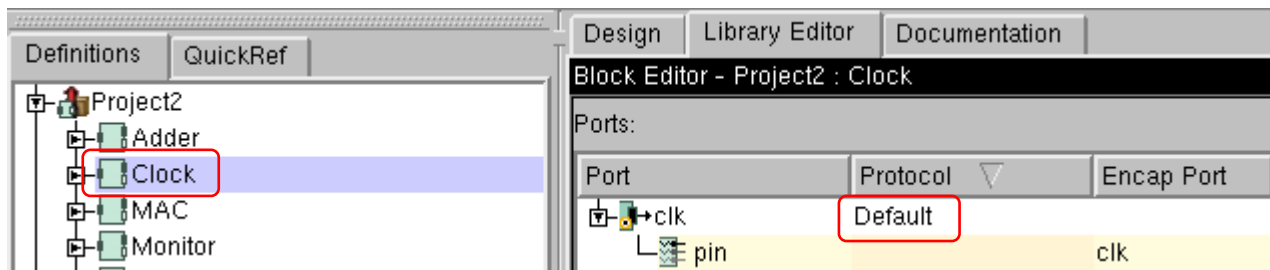 Definitions QuickRef
Project2
Adder
Clock
MAC
Monitor
Design Library Editor Documentation
Block Editor - Project2 : Clock
Ports:
Port Protocol Encap Port
clk Default
pin clk